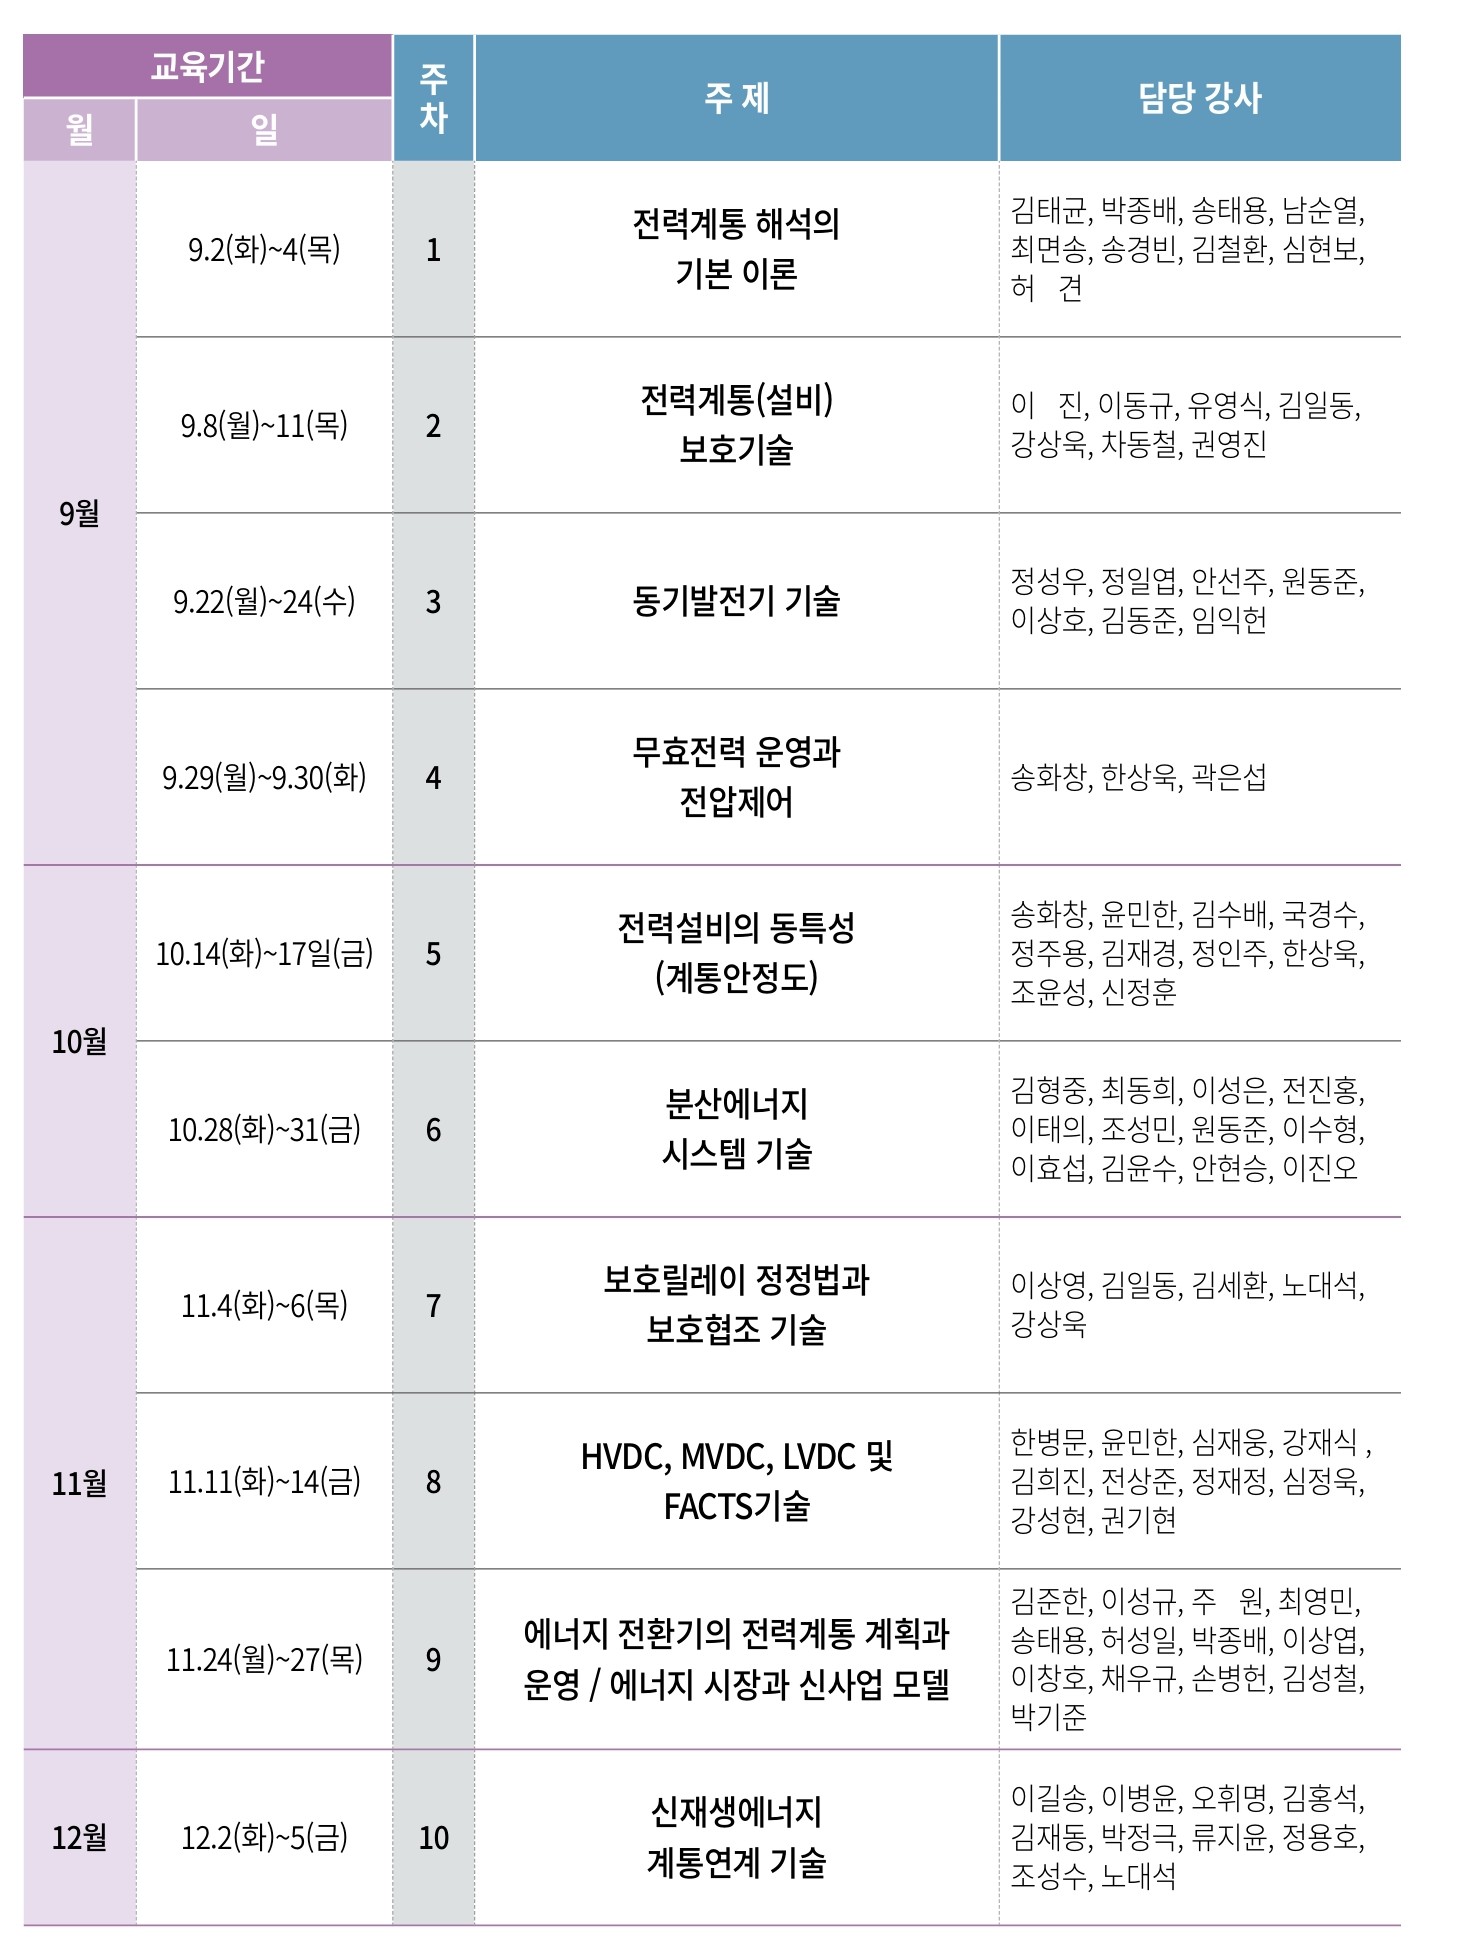 교육기간
월
일
주
차
주 제
담당 강사
9월
9.2(화)~4(목)
1
전력계통 해석의
기본 이론
김태균, 박종배, 송태용, 남순열,
최면송, 송경빈, 김철환, 심현보,
허 견
9.8(월)~11(목)
2
전력계통(설비)
보호기술
이 진, 이동규, 유영식, 김일동,
강상욱, 차동철, 권영진
9.22(월)~24(수)
3
동기발전기 기술
정성우, 정일엽, 안선주, 원동준,
이상호, 김동준, 임익헌
9.29(월)~9.30(화)
4
무효전력 운영과
전압제어
송화창, 한상욱, 곽은섭
10월
10.14(화)~17일(금)
5
전력설비의 동특성
(계통안정도)
송화창, 윤민한, 김수배, 국경수,
정주용, 김재경, 정인주, 한상욱,
조윤성, 신정훈
10.28(화)~31(금)
6
분산에너지
시스템 기술
김형중, 최동희, 이성은, 전진홍,
이태의, 조성민, 원동준, 이수형,
이효섭, 김윤수, 안현승, 이진오
11월
11.4(화)~6(목)
7
보호릴레이 정정법과
보호협조 기술
이상영, 김일동, 김세환, 노대석,
강상욱
11.11(화)~14(금)
8
HVDC, MVDC, LVDC 및
FACTS기술
한병문, 윤민한, 심재웅, 강재식 ,
김희진, 전상준, 정재정, 심정욱,
강성현, 권기현
11.24(월)~27(목)
9
에너지 전환기의 전력계통 계획과
운영 / 에너지 시장과 신사업 모델
김준한, 이성규, 주 원, 최영민,
송태용, 허성일, 박종배, 이상엽,
이창호, 채우규, 손병헌, 김성철,
박기준
12월
12.2(화)~5(금)
10
신재생에너지
계통연계 기술
이길송, 이병윤, 오휘명, 김홍석,
김재동, 박정극, 류지윤, 정용호,
조성수, 노대석